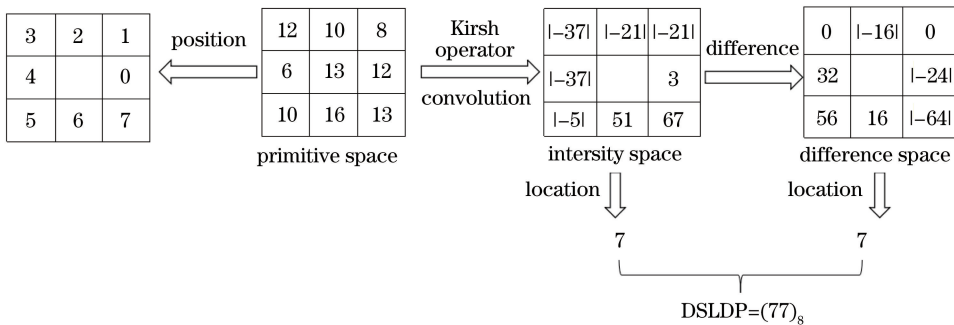 3 2 1
4 0
5 6 7
position
12 10 8
6 13 12
10 16 13
primitive space
Kirsh
operator
convolution
|−37| |−21| |−21|
|−37| 3
|−5| 51 67
intersity space
difference
0 |−16| 0
32 |−24|
56 16 |−64|
difference space
location location
7 7
DSLDP=(77)₈